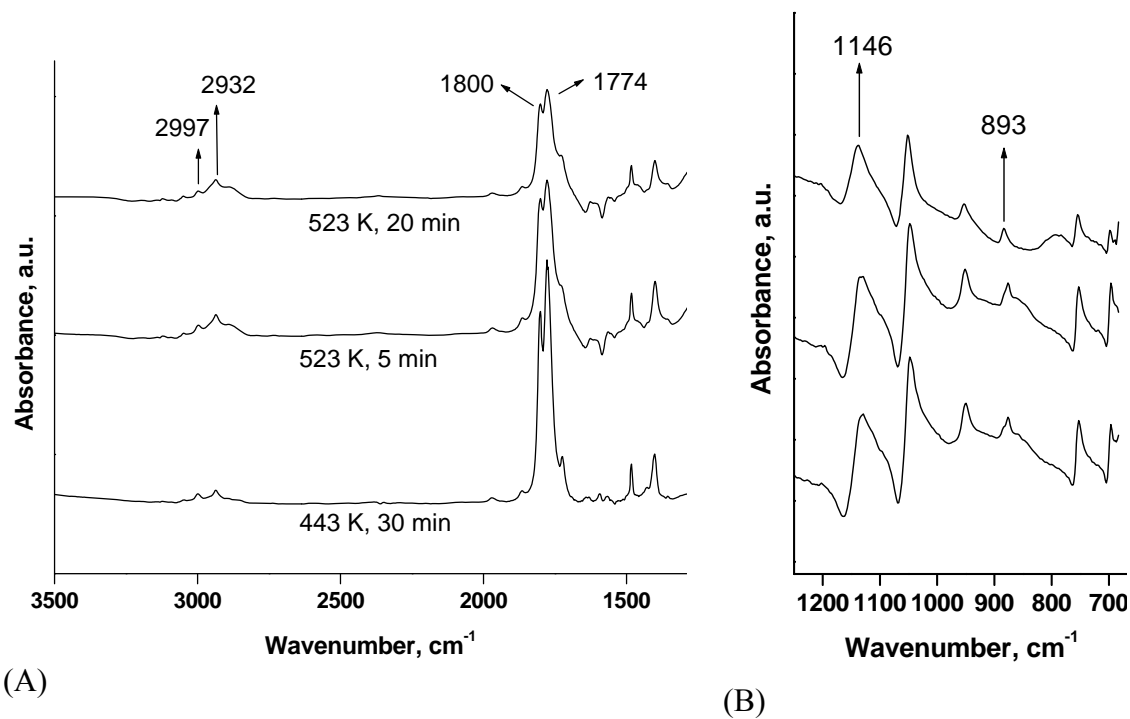 2932
2997
1800
1774
523 K, 20 min
523 K, 5 min
443 K, 30 min
Absorbance, a.u.
3500 3000 2500 2000 1500
Wavenumber, cm⁻¹
(A)
1146
893
Absorbance, a.u.
1200 1100 1000 900 800 700
Wavenumber, cm⁻¹
(B)